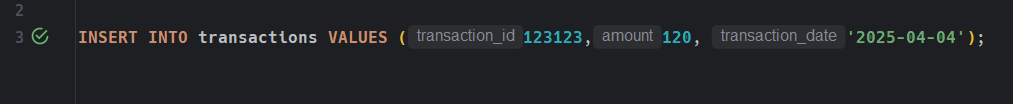 2
3 INSERT INTO transactions VALUES ( transaction_id 123123, amount 120, transaction_date '2025-04-04');